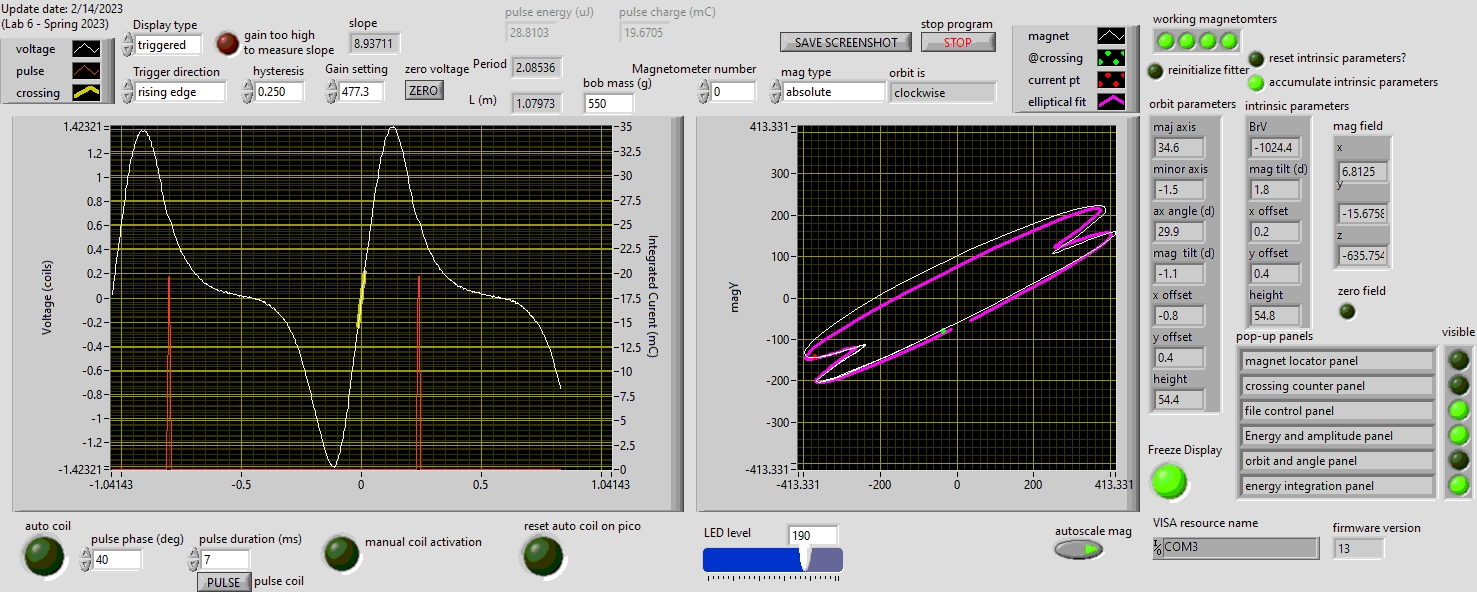 Update date: 2/14/2023
(Lab 6 - Spring 2023)
voltage
pulse
crossing
Display type
triggered
gain too high
to measure slope
slope
8.93711
pulse energy (uJ)
28.8103
pulse charge (mC)
19.6705
Trigger direction
rising edge
hysteresis
0.250
Gain setting
477.3
zero voltage
ZERO
Period
2.08536
L (m)
1.07973
bob mass (g)
550
SAVE SCREENSHOT
stop program
STOP
Magnetometer number
0
mag type
absolute
orbit is
clockwise
magnet
@crossing
current pt
elliptical fit
working magnetomters
reinitialize fitter
reset intrinsic parameters?
accumulate intrinsic parameters
orbit parameters
maj axis
34.6
minor axis
-1.5
ax angle (d)
29.9
mag tilt (d)
-1.1
x offset
-0.8
y offset
0.4
height
54.4
intrinsic parameters
BrV
-1024.4
mag tilt (d)
1.8
x offset
0.2
y offset
0.4
height
54.8
mag field
x
6.8125
y
-15.6758
z
-635.754
zero field
Voltage (coils)
1.42321
1.2
1
0.8
0.6
0.4
0.2
0
-0.2
-0.4
-0.6
-0.8
-1
-1.2
-1.42321
-1.04143
-0.5
0
0.5
1.04143
35
32.5
30
27.5
25
22.5
20
17.5
15
12.5
10
7.5
5
2.5
0
Integrated Current (mC)
magY
413.331
300
200
100
0
-100
-200
-300
-413.331
-413.331
-200
0
200
413.331
pop-up panels
visible
magnet locator panel
crossing counter panel
file control panel
Energy and amplitude panel
orbit and angle panel
energy integration panel
Freeze Display
auto coil
pulse phase (deg)
40
pulse duration (ms)
7
PULSE
pulse coil
manual coil activation
reset auto coil on pico
LED level
190
autoscale mag
VISA resource name
COM3
firmware version
13